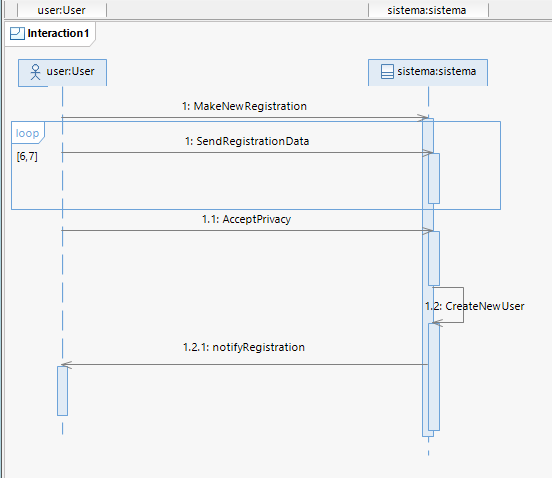 user:User
sistema:sistema
Interaction1
user:User
sistema:sistema
1: MakeNewRegistration
loop
1: SendRegistrationData
[6,7]
1.1: AcceptPrivacy
1.2: CreateNewUser
1.2.1: notifyRegistration